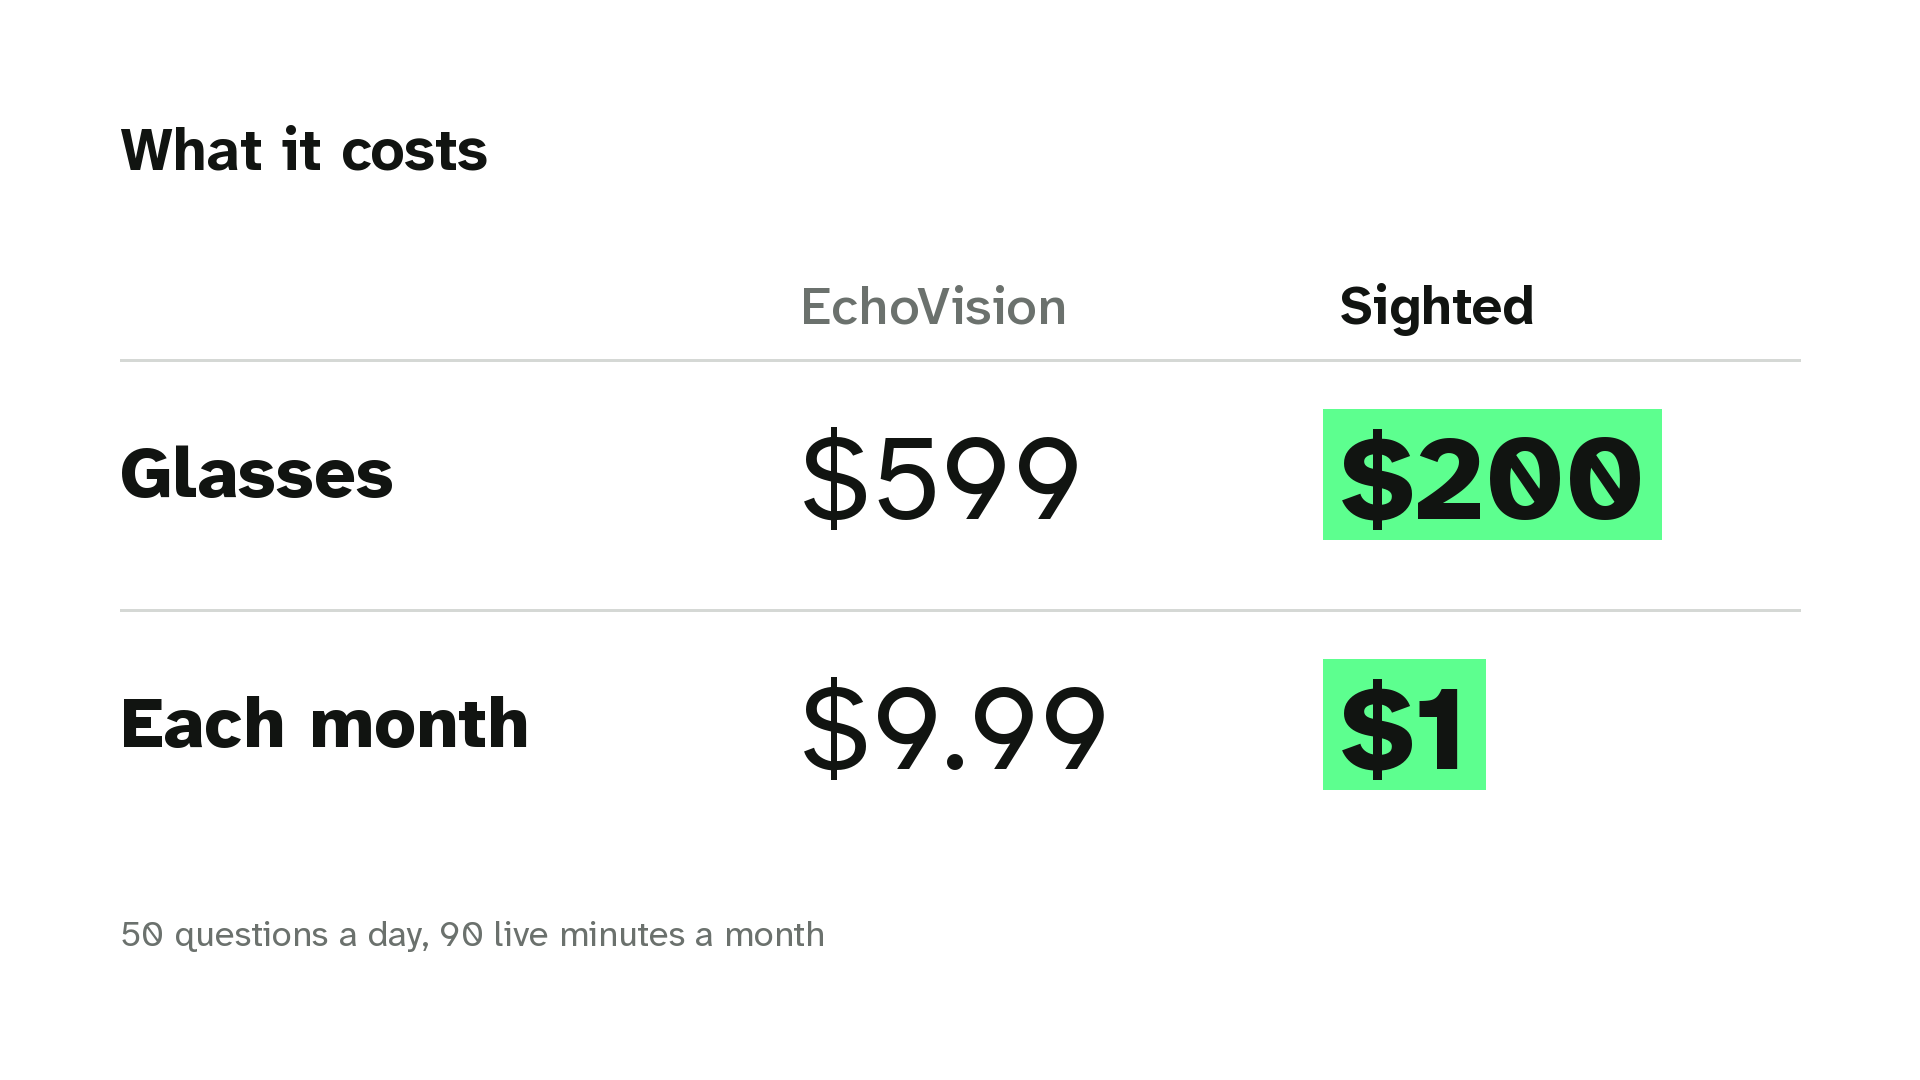 What it costs
EchoVision Sighted
Glasses $599 $200
Each month $9.99 $1
50 questions a day, 90 live minutes a month